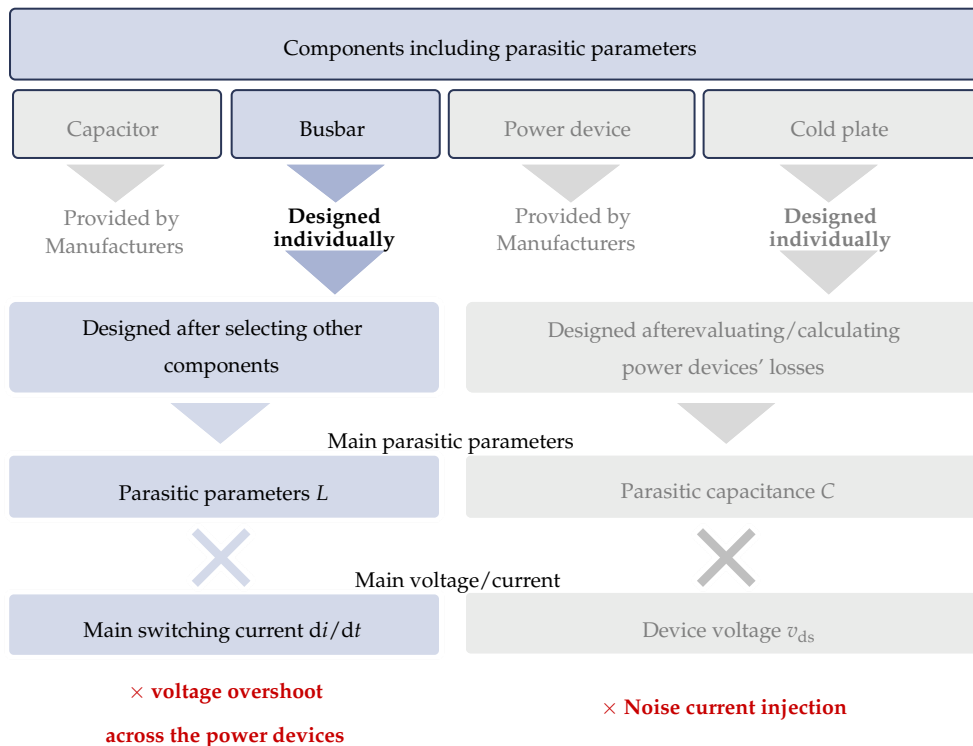 Components including parasitic parameters
Capacitor
Busbar
Power device
Cold plate
Provided by
Manufacturers
Designed
individually
Provided by
Manufacturers
Designed
individually
Designed after selecting other
components
Designed afterevaluating/calculating
power devices’ losses
Main parasitic parameters
Parasitic parameters L
Parasitic capacitance C
Main voltage/current
Main switching current di/dt
Device voltage vds
× voltage overshoot
across the power devices
× Noise current injection